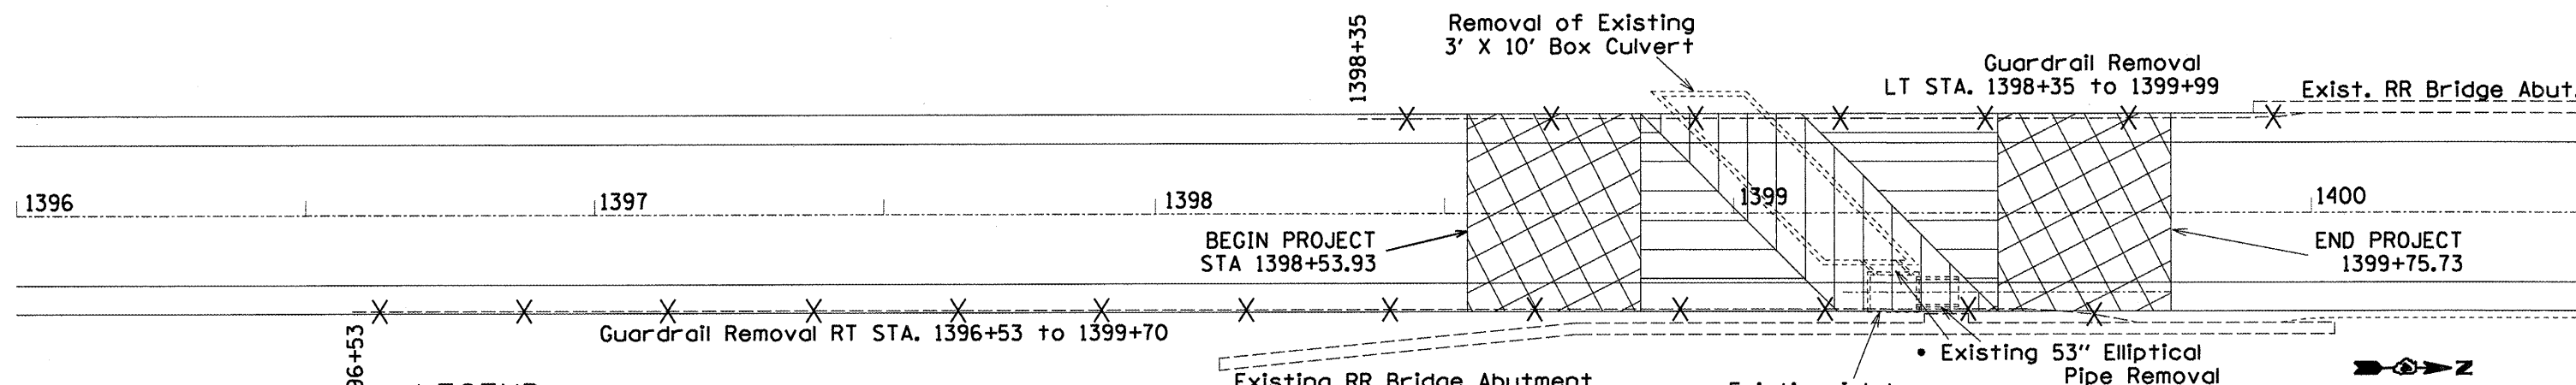 1398+35
Removal of Existing
3' X 10' Box Culvert
Guardrail Removal
LT STA. 1398+35 to 1399+99
Exist. RR Bridge Abut.
1396
1397
1398
1399
1400
BEGIN PROJECT
STA 1398+53.93
END PROJECT
1399+75.73
Guardrail Removal RT STA. 1396+53 to 1399+70
96+53
• Existing 53" Elliptical
Pipe Removal
Existing RR Bridge Abutment
N